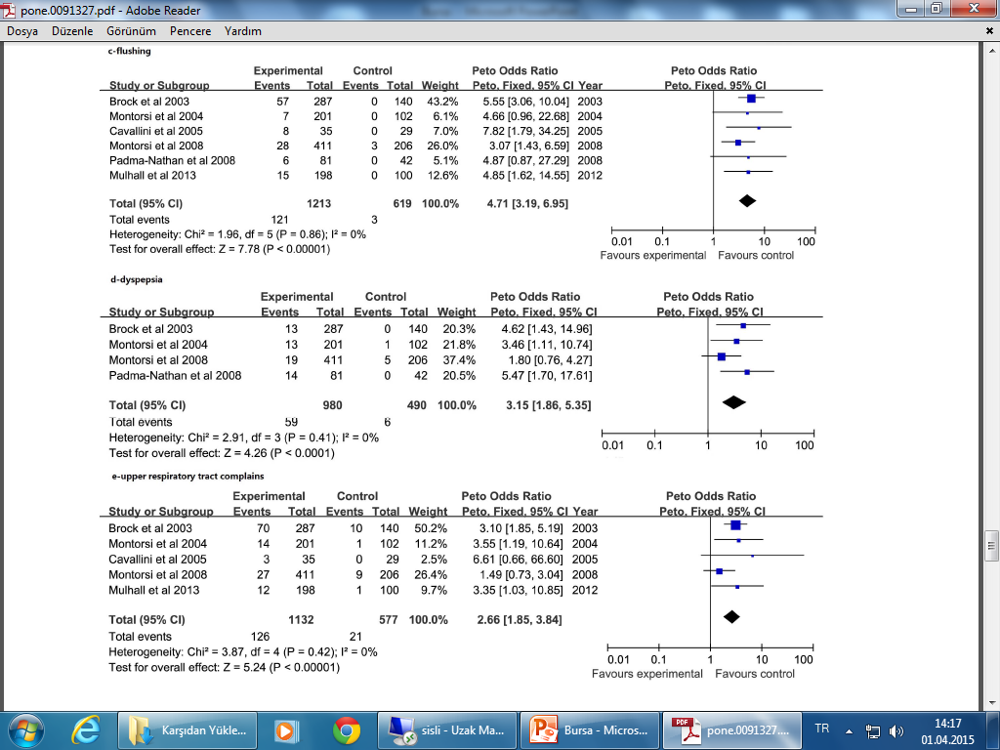 pone.0091327.pdf - Adobe Reader
Dosya Düzenle Görünüm Pencere Yardım
c-flushing
Experimental Control Peto Odds Ratio Peto Odds Ratio
Study or Subgroup Events Total Events Total Weight Peto, Fixed, 95% CI Year Peto, Fixed, 95% CI
Brock et al 2003 57 287 0 140 43.2% 5.55 [3.06, 10.04] 2003
Montorsi et al 2004 7 201 0 102 6.1% 4.66 [0.96, 22.68] 2004
Cavallini et al 2005 8 35 0 29 7.0% 7.82 [1.79, 34.25] 2005
Montorsi et al 2008 28 411 3 206 26.0% 3.07 [1.43, 6.59] 2008
Padma-Nathan et al 2008 6 81 0 42 5.1% 4.87 [0.87, 27.29] 2008
Mulhall et al 2013 15 198 0 100 12.6% 4.85 [1.62, 14.55] 2012
Total (95% CI) 1213 619 100.0% 4.71 [3.19, 6.95]
Total events 121 3
Heterogeneity: Chi² = 1.96, df = 5 (P = 0.86); I² = 0%
Test for overall effect: Z = 7.78 (P < 0.00001)
0.01 0.1 1 10 100
Favours experimental Favours control
d-dyspepsia
Experimental Control Peto Odds Ratio Peto Odds Ratio
Study or Subgroup Events Total Events Total Weight Peto, Fixed, 95% CI Peto, Fixed, 95% CI
Brock et al 2003 13 287 0 140 20.3% 4.62 [1.43, 14.96]
Montorsi et al 2004 13 201 1 102 21.8% 3.46 [1.11, 10.74]
Montorsi et al 2008 19 411 5 206 37.4% 1.80 [0.76, 4.27]
Padma-Nathan et al 2008 14 81 0 42 20.5% 5.47 [1.70, 17.61]
Total (95% CI) 980 490 100.0% 3.15 [1.86, 5.35]
Total events 59 6
Heterogeneity: Chi² = 2.91, df = 3 (P = 0.41); I² = 0%
Test for overall effect: Z = 4.26 (P < 0.0001)
0.01 0.1 1 10 100
e-upper respiratory tract complains
Experimental Control Peto Odds Ratio Peto Odds Ratio
Study or Subgroup Events Total Events Total Weight Peto, Fixed, 95% CI Year Peto, Fixed, 95% CI
Brock et al 2003 70 287 10 140 50.2% 3.10 [1.85, 5.19] 2003
Montorsi et al 2004 14 201 1 102 11.2% 3.55 [1.19, 10.64] 2004
Cavallini et al 2005 3 35 0 29 2.5% 6.61 [0.66, 66.60] 2005
Montorsi et al 2008 27 411 9 206 26.4% 1.49 [0.73, 3.04] 2008
Mulhall et al 2013 12 198 1 100 9.7% 3.35 [1.03, 10.85] 2012
Total (95% CI) 1132 577 100.0% 2.66 [1.85, 3.84]
Total events 126 21
Heterogeneity: Chi² = 3.87, df = 4 (P = 0.42); I² = 0%
Test for overall effect: Z = 5.24 (P < 0.00001)
0.01 0.1 1 10 100
Favours experimental Favours control
Karşıdan Yükle... sisli - Uzak Ma... Bursa - Micros... pone.0091327.... TR 14:17
01.04.2015